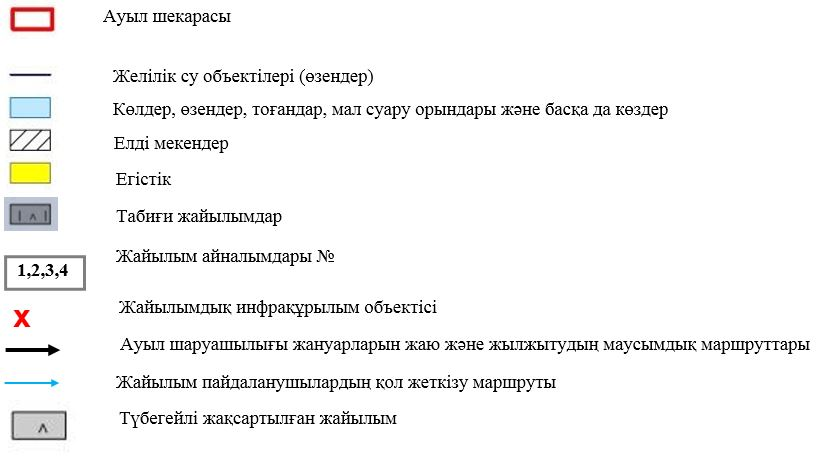 Ауыл шекарасы
Желілік су объектілері (өзендер)
Көлдер, өзендер, тоғандар, мал суару орындары және басқа да көздер
Елді мекендер
Егістік
Табиғи жайылымдар
Жайылым айналымдары №
1,2,3,4
Жайылымдық инфрақұрылым объектісі
X
Ауыл шаруашылығы жануарларын жаю және жылжытудың маусымдық маршруттары
Жайылым пайдаланушылардың қол жеткізу маршруты
Түбегейлі жақсартылған жайылым